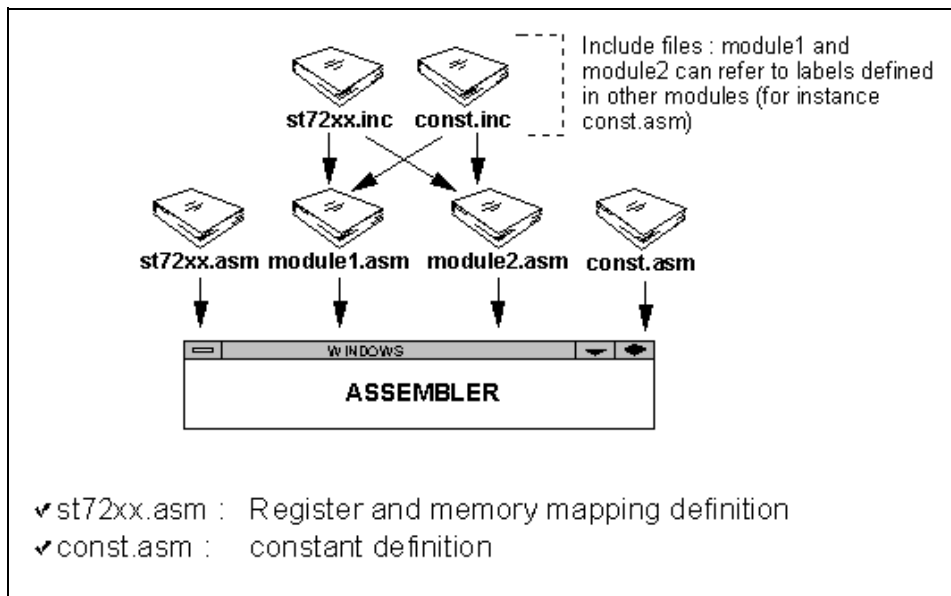 Include files : module1 and
module2 can refer to labels defined
in other modules (for instance
const.asm)
st72xx.inc const.inc
st72xx.asm module1.asm module2.asm const.asm
WINDOWS
ASSEMBLER
✔st72xx.asm : Register and memory mapping definition
✔const.asm : constant definition